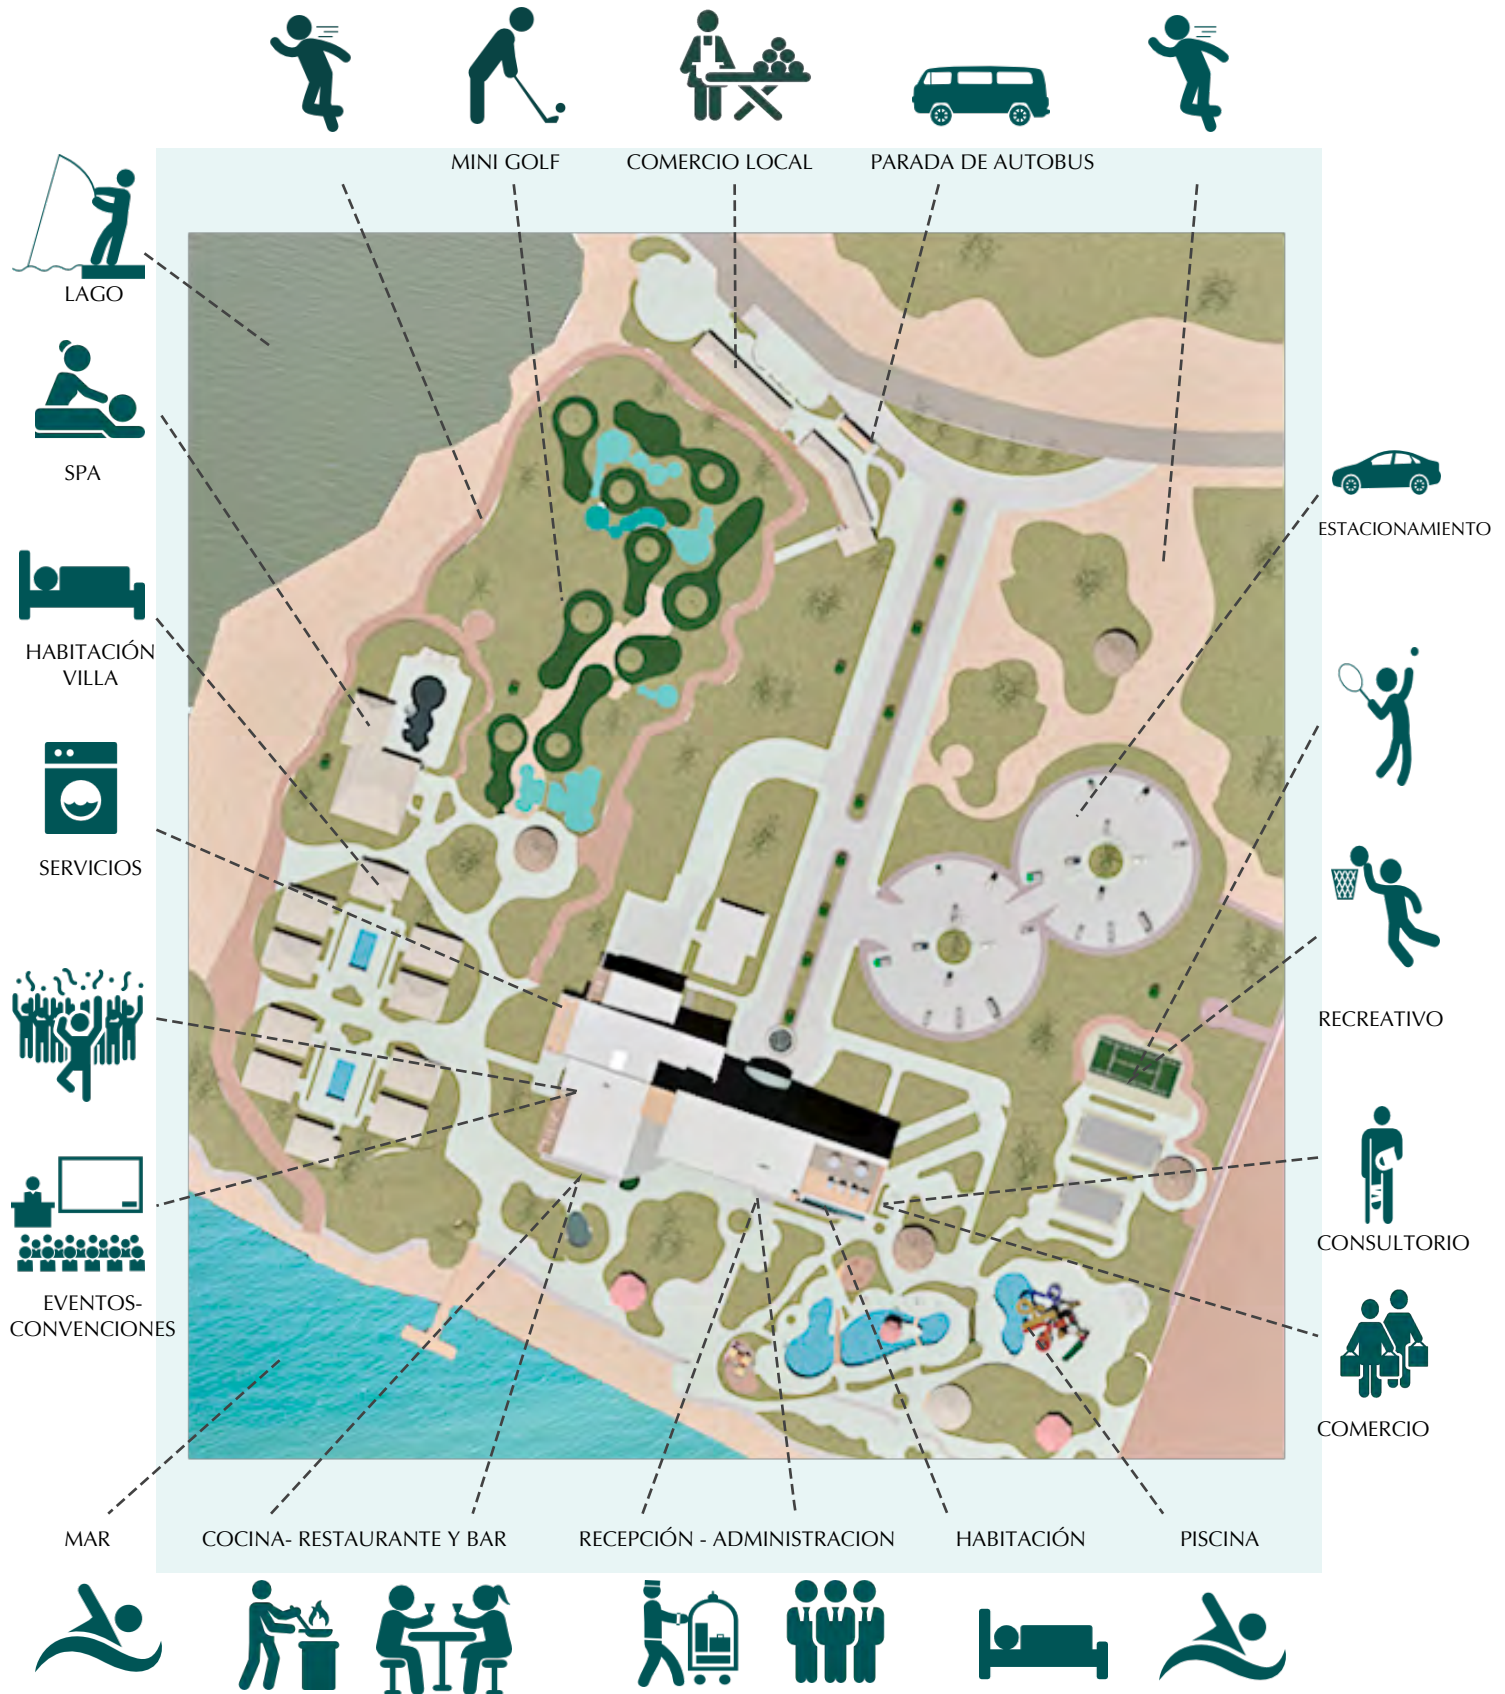 MINI GOLF
COMERCIO LOCAL
PARADA DE AUTOBUS
LAGO
SPA
HABITACIÓN
VILLA
SERVICIOS
EVENTOS-
CONVENCIONES
ESTACIONAMIENTO
RECREATIVO
CONSULTORIO
COMERCIO
MAR
COCINA- RESTAURANTE Y BAR
RECEPCIÓN - ADMINISTRACION
HABITACIÓN
PISCINA